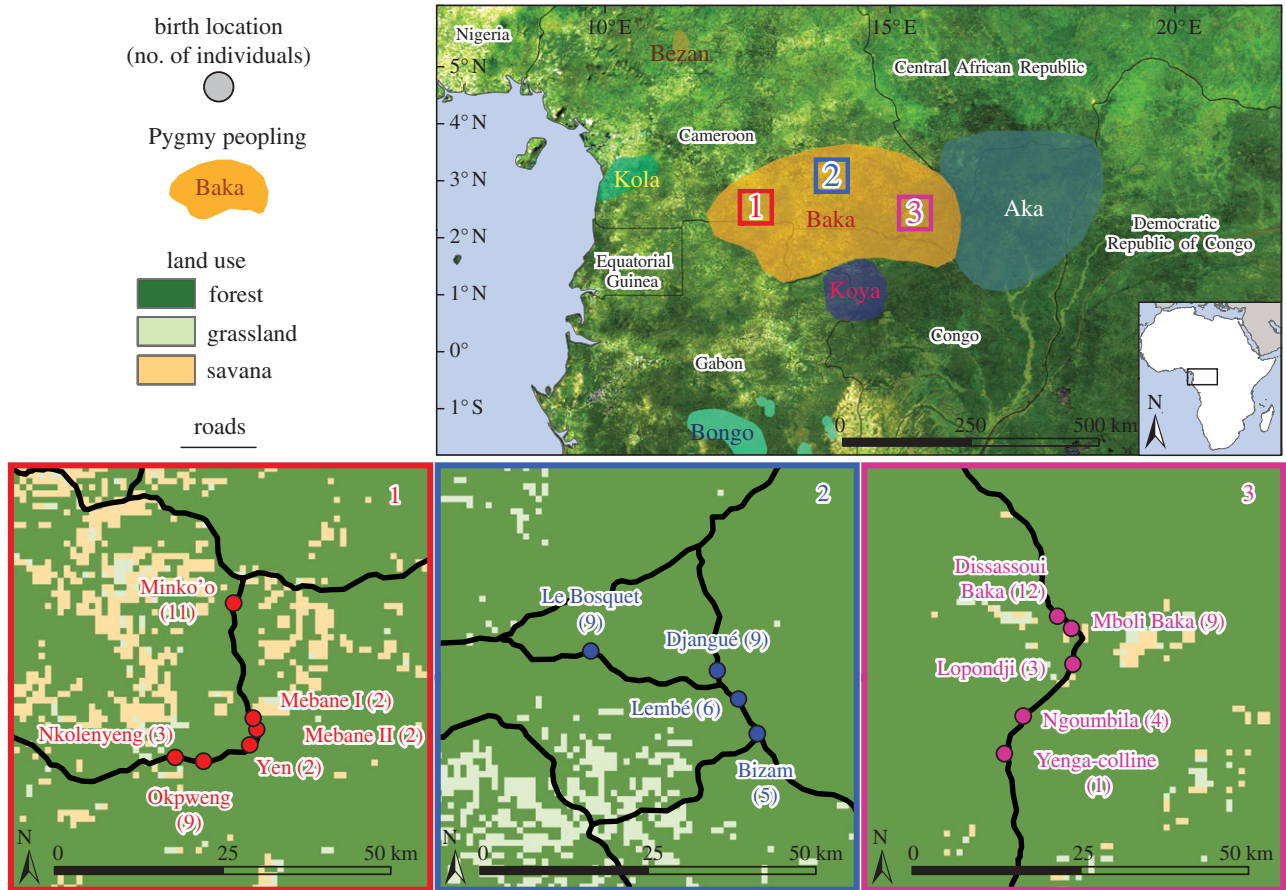 birth location
(no. of individuals)
Pygmy peopling
Baka
land use
forest
grassland
savana
roads
10°E
15°E
20°E
5°N
4°N
3°N
2°N
1°N
0°
1°S
Nigeria
Bezan
Central African Republic
Cameroon
Kola
1
2
3
Baka
Aka
Democratic
Republic of Congo
Equatorial
Guinea
Koya
Congo
Gabon
Bongo
0
250
500 km
N
1
Minko’o
(11)
Mebane I (2)
Mebane II (2)
Nkolenyeng (3)
Yen (2)
Okpweng
(9)
N
0
25
50 km
2
Le Bosquet
(9)
Djangué (9)
Lembé (6)
Bizam
(5)
N
0
25
50 km
3
Dissassoui
Baka (12)
Mboli Baka (9)
Lopondji (3)
Ngoumbila (4)
Yenga-colline
(1)
N
0
25
50 km